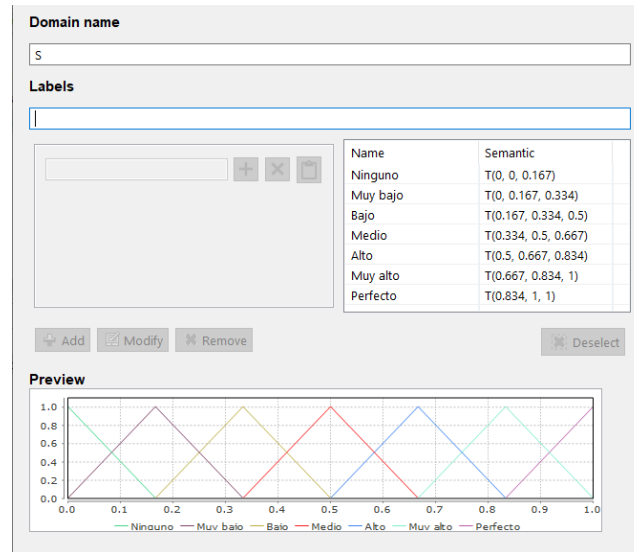 Domain name
S
Labels
Name Semantic
Ninguno T(0, 0, 0.167)
Muy bajo T(0, 0.167, 0.334)
Bajo T(0.167, 0.334, 0.5)
Medio T(0.334, 0.5, 0.667)
Alto T(0.5, 0.667, 0.834)
Muy alto T(0.667, 0.834, 1)
Perfecto T(0.834, 1, 1)
Add Modify Remove Deselect
Preview
1.0
0.8
0.6
0.4
0.2
0.0
0.0 0.1 0.2 0.3 0.4 0.5 0.6 0.7 0.8 0.9 1.0
Ninguno Muy bajo Bajo Medio Alto Muy alto Perfecto